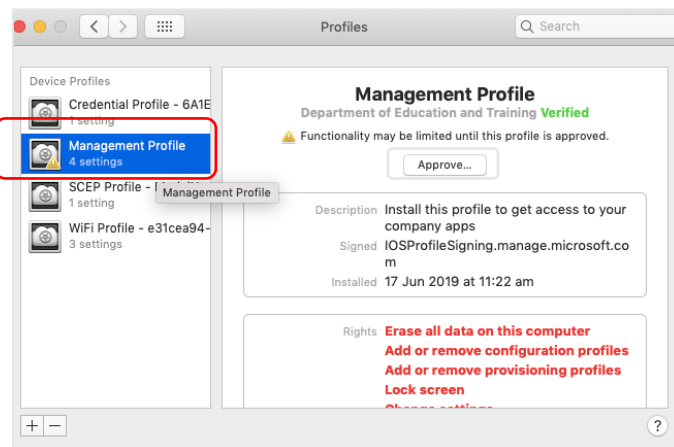 Profiles
Search
Device Profiles
Credential Profile - 6A1E
1 setting
Management Profile
4 settings
SCEP Profile -
1 setting
Management Profile
WiFi Profile - e31cea94-
3 settings
Management Profile
Department of Education and Training Verified
Functionality may be limited until this profile is approved.
Approve...
Description Install this profile to get access to your
company apps
Signed IOSProfileSigning.manage.microsoft.co
m
Installed 17 Jun 2019 at 11:22 am
Rights Erase all data on this computer
Add or remove configuration profiles
Add or remove provisioning profiles
Lock screen
Change settings
+ −
?